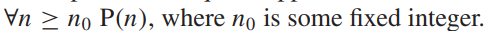 ∀n ≥ n₀ P(n), where n₀ is some fixed integer.